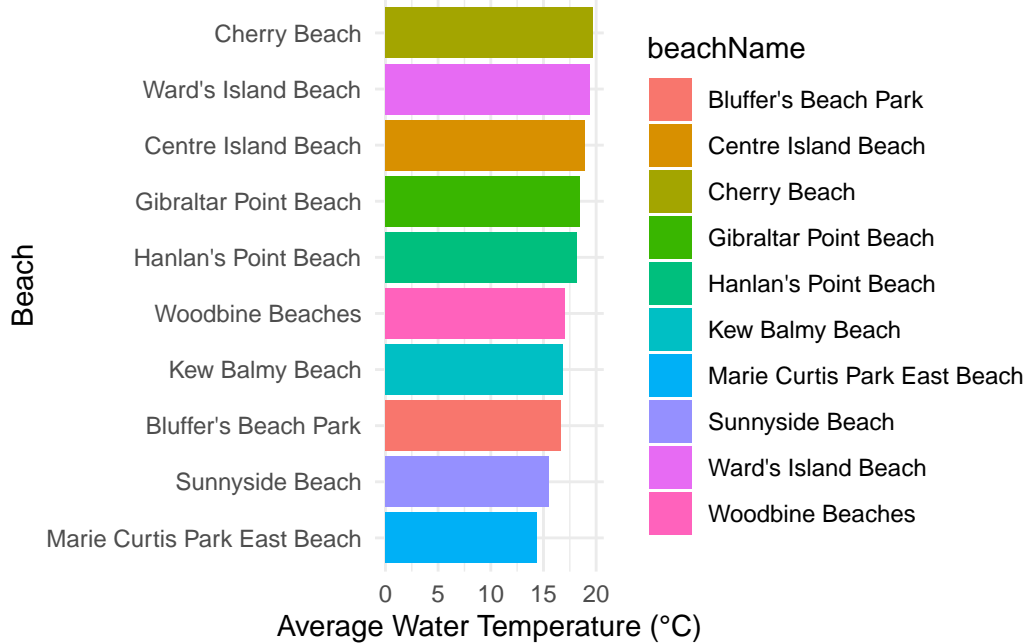 Cherry Beach
Ward's Island Beach
Centre Island Beach
Gibraltar Point Beach
Hanlan's Point Beach
Woodbine Beaches
Kew Balmy Beach
Bluffer's Beach Park
Sunnyside Beach
Marie Curtis Park East Beach
Beach
0 5 10 15 20
Average Water Temperature (°C)
beachName
Bluffer's Beach Park
Centre Island Beach
Cherry Beach
Gibraltar Point Beach
Hanlan's Point Beach
Kew Balmy Beach
Marie Curtis Park East Beach
Sunnyside Beach
Ward's Island Beach
Woodbine Beaches